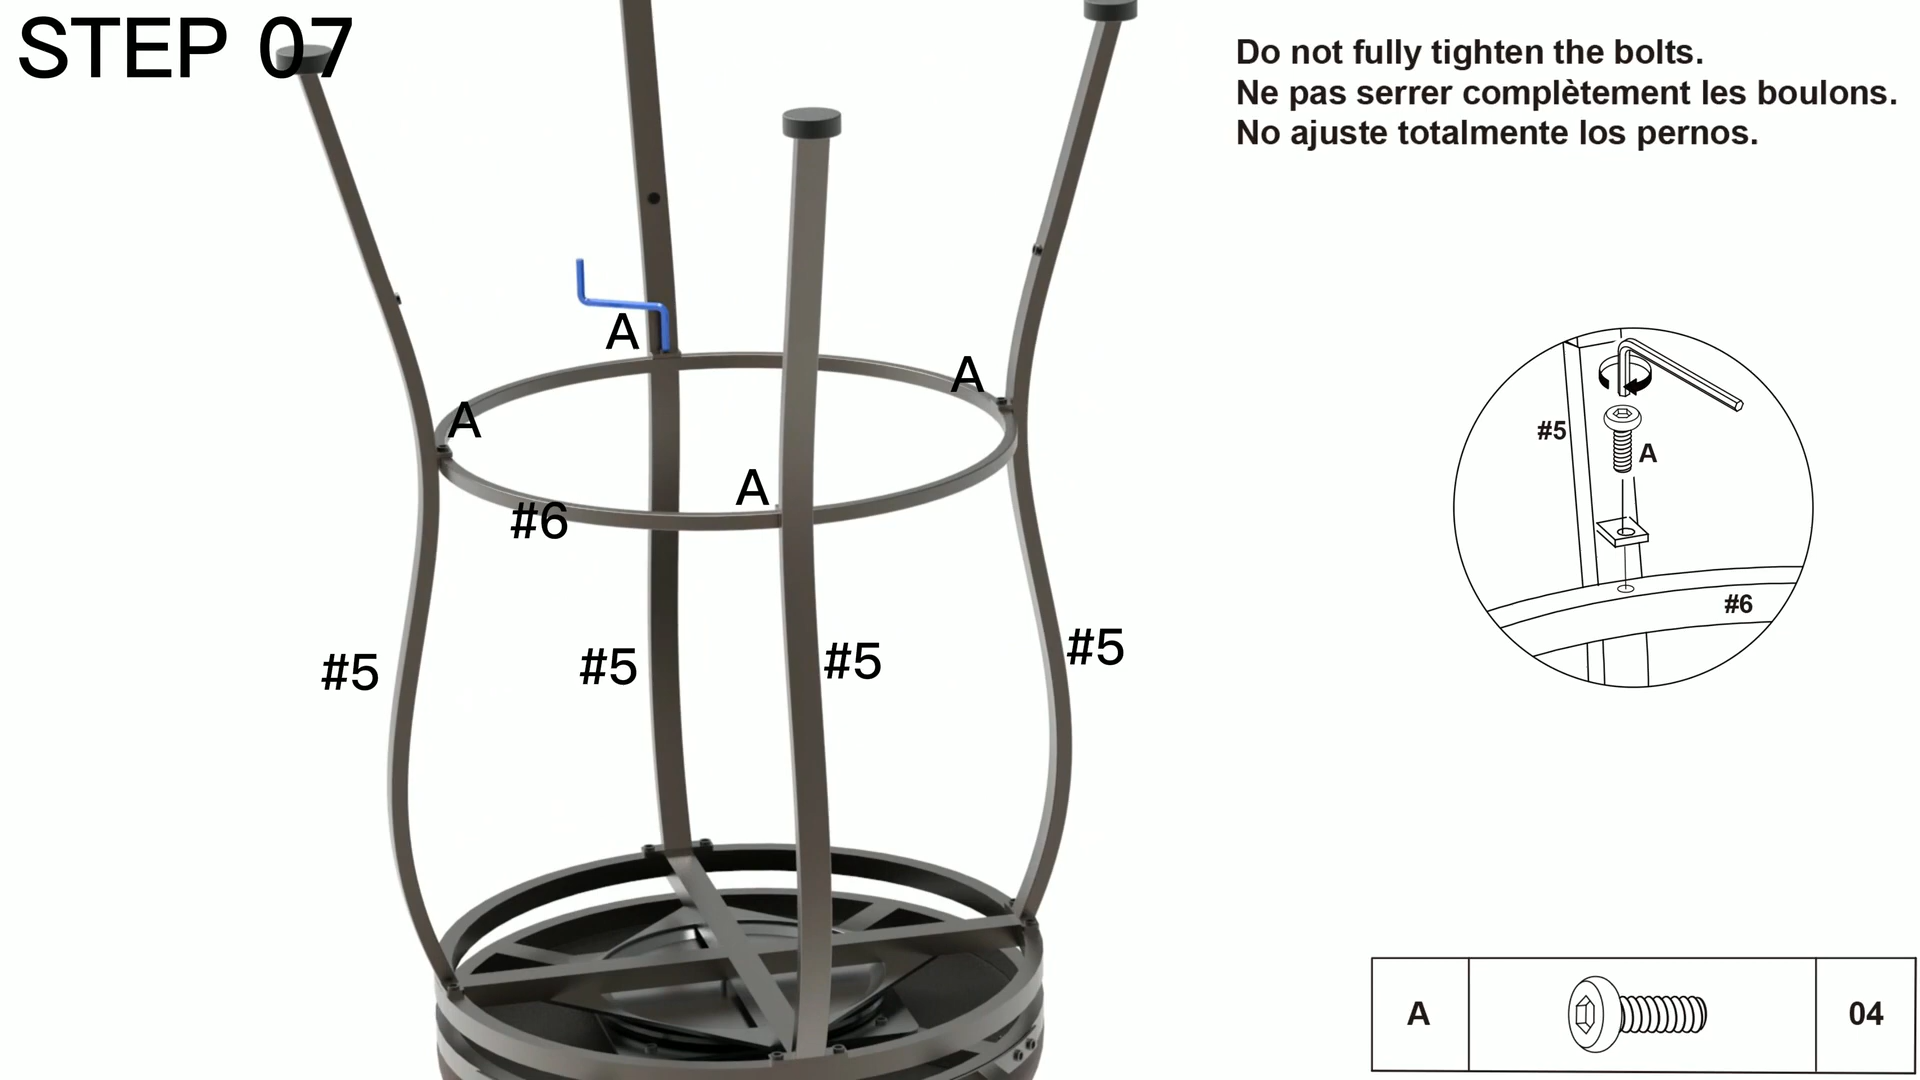 STEP 07
Do not fully tighten the bolts.
Ne pas serrer complètement les boulons.
No ajuste totalmente los pernos.
A
A
A
A
#6
#5
#5
#5
#5
#5
A
#6
A
04